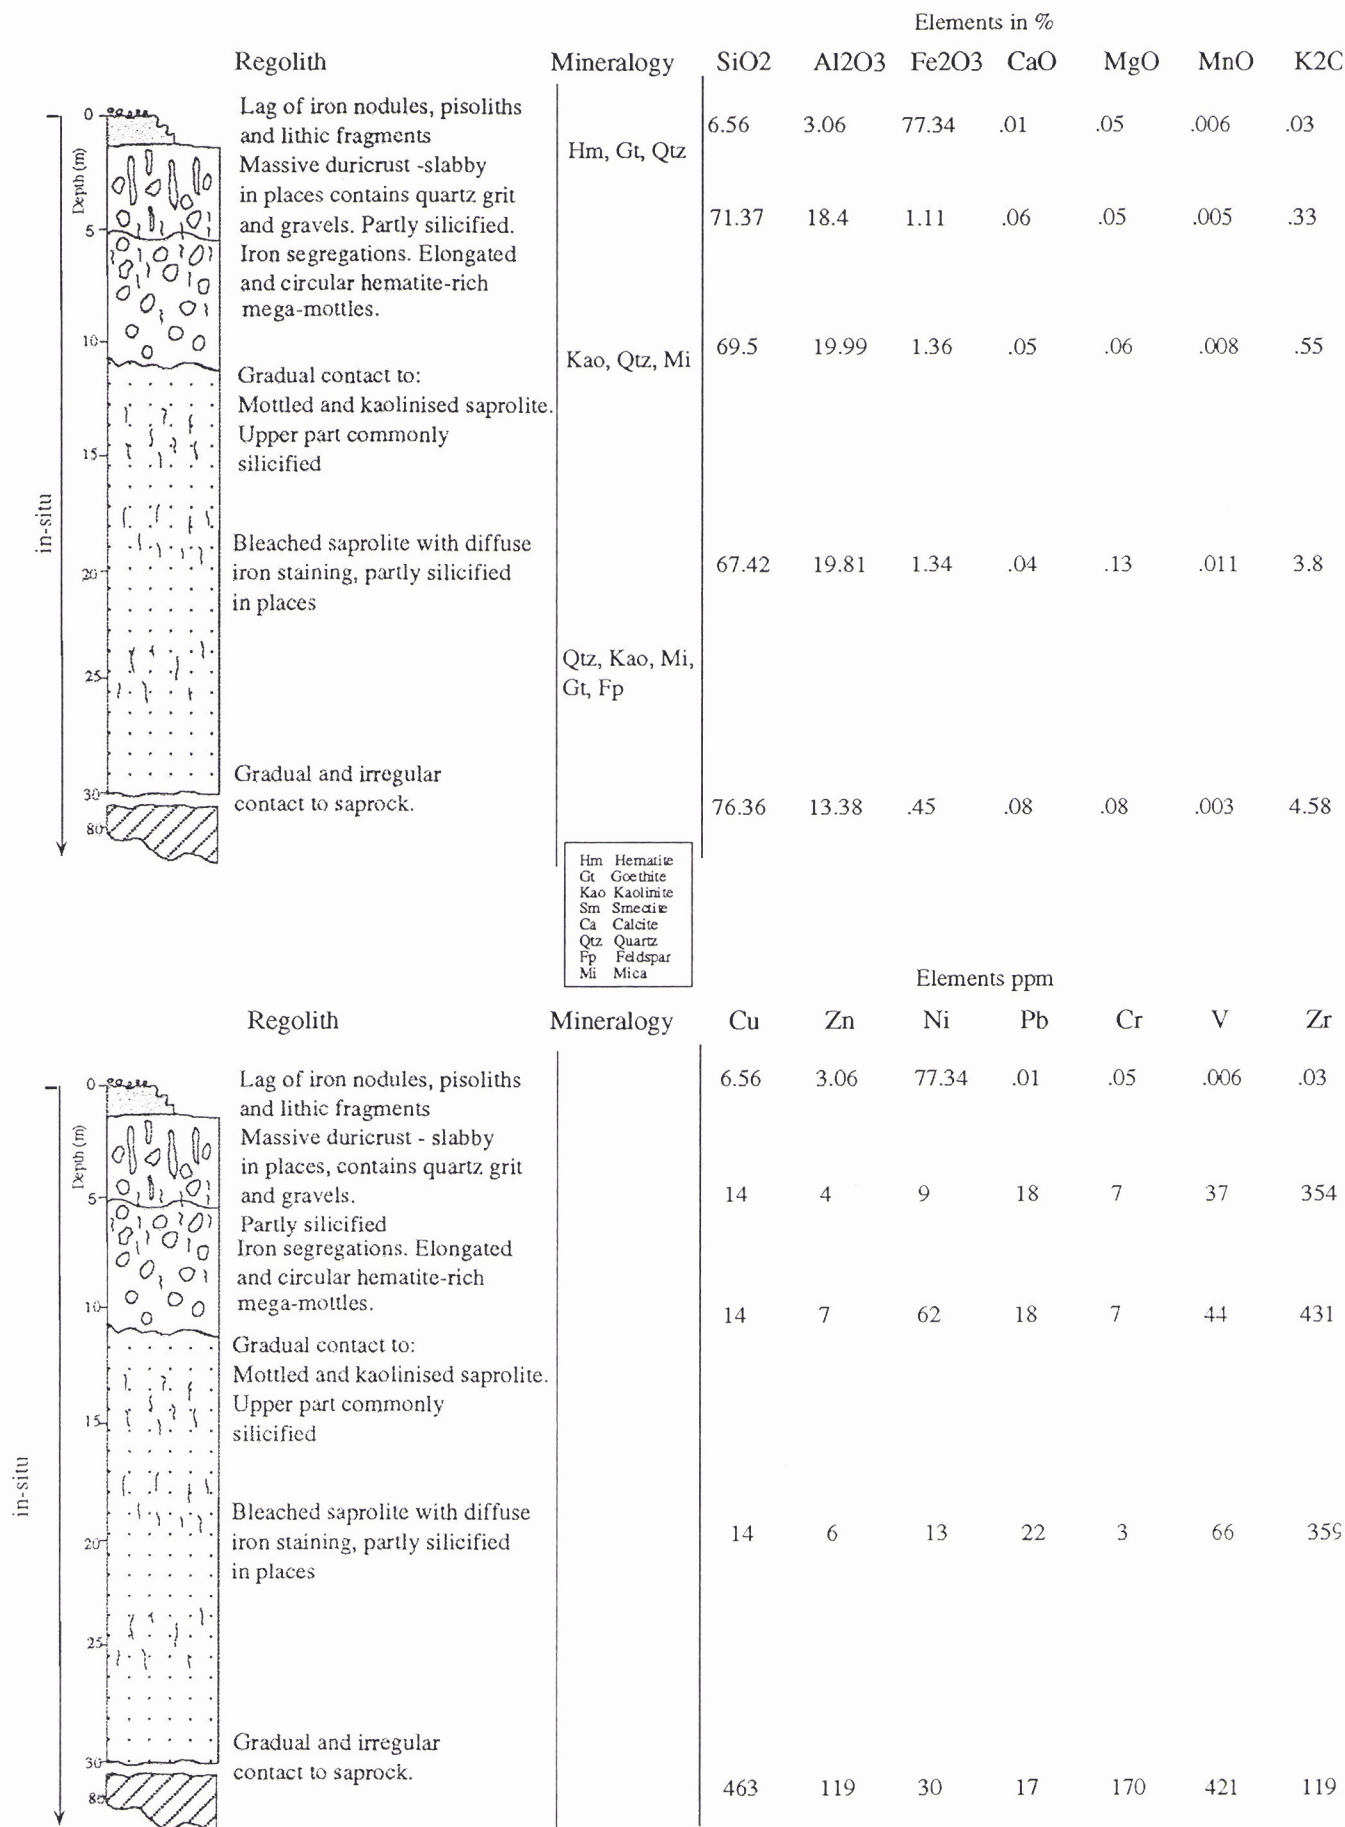 Elements in %
Regolith Mineralogy SiO2 Al2O3 Fe2O3 CaO MgO MnO K2O
0 Lag of iron nodules, pisoliths
and lithic fragments 6.56 3.06 77.34 .01 .05 .006 .03
Hm, Gt, Qtz
Depth (m)
Massive duricrust -slabby
in places contains quartz grit
and gravels. Partly silicified. 71.37 18.4 1.11 .06 .05 .005 .33
5
Iron segregations. Elongated
and circular hematite-rich
mega-mottles.
10 69.5 19.99 1.36 .05 .06 .008 .55
Kao, Qtz, Mi
Gradual contact to:
Mottled and kaolinised saprolite.
Upper part commonly
15
silicified
in-situ
Bleached saprolite with diffuse
20 iron staining, partly silicified 67.42 19.81 1.34 .04 .13 .011 3.8
in places
Qtz, Kao, Mi,
25 Gt, Fp
Gradual and irregular
30 contact to saprock. 76.36 13.38 .45 .08 .08 .003 4.58
80
Hm Hematite
Gt Goethite
Kao Kaolinite
Sm Smectite
Ca Calcite
Qtz Quartz
Fp Feldspar
Mi Mica
Elements ppm
Regolith Mineralogy Cu Zn Ni Pb Cr V Zr
0 Lag of iron nodules, pisoliths 6.56 3.06 77.34 .01 .05 .006 .03
and lithic fragments
Depth (m)
Massive duricrust - slabby
in places, contains quartz grit
5 and gravels. 14 4 9 18 7 37 354
Partly silicified
Iron segregations. Elongated
and circular hematite-rich
10 mega-mottles. 14 7 62 18 7 44 431
Gradual contact to:
Mottled and kaolinised saprolite.
Upper part commonly
15
silicified
in-situ
Bleached saprolite with diffuse
20 iron staining, partly silicified 14 6 13 22 3 66 359
in places
25
Gradual and irregular
30
contact to saprock. 463 119 30 17 170 421 119
80